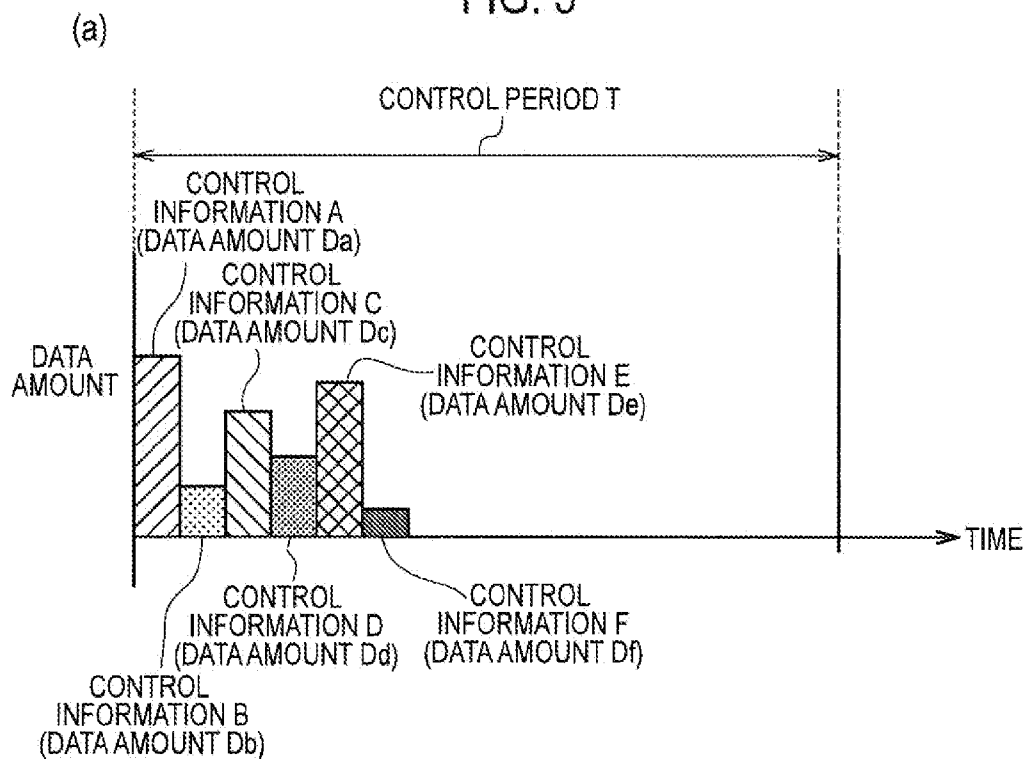 (a)
CONTROL PERIOD T
CONTROL
INFORMATION A
(DATA AMOUNT Da)
CONTROL
INFORMATION C
(DATA AMOUNT Dc)
DATA
AMOUNT
CONTROL
INFORMATION E
(DATA AMOUNT De)
TIME
CONTROL
INFORMATION D
(DATA AMOUNT Dd)
CONTROL
INFORMATION F
(DATA AMOUNT Df)
CONTROL
INFORMATION B
(DATA AMOUNT Db)